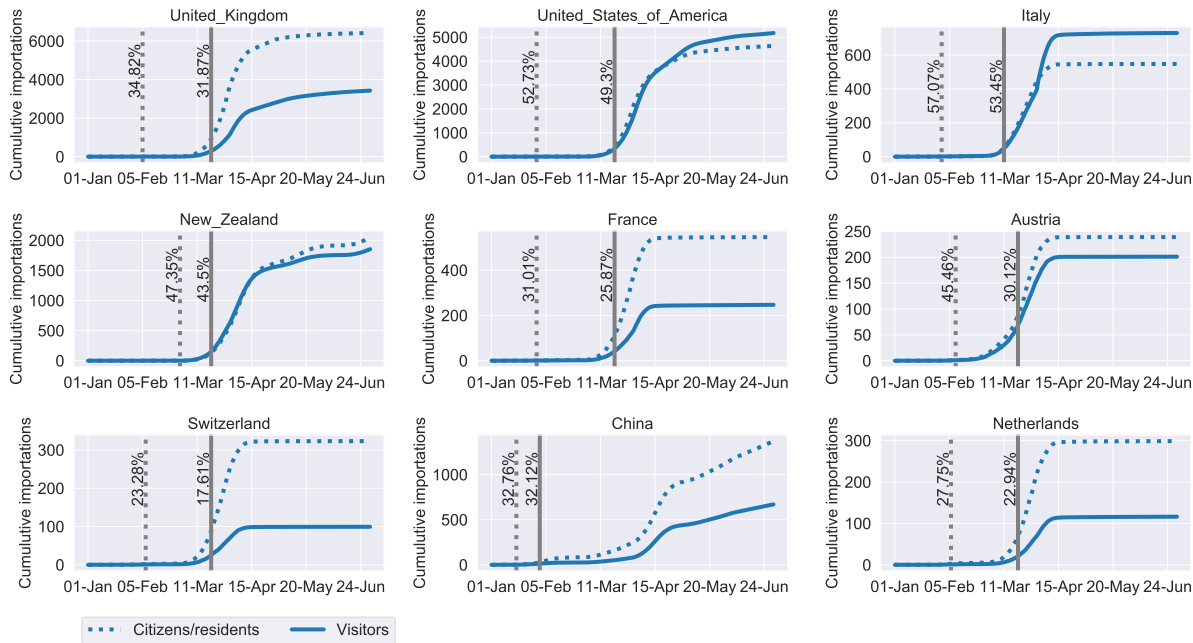 United_Kingdom
Cumulutive importations
6000
4000
2000
0
34.82%
31.87%
01-Jan 05-Feb 11-Mar 15-Apr 20-May 24-Jun
United_States_of_America
Cumulutive importations
5000
4000
3000
2000
1000
0
52.73%
49.3%
01-Jan 05-Feb 11-Mar 15-Apr 20-May 24-Jun
Italy
Cumulutive importations
600
400
200
0
57.07%
53.45%
01-Jan 05-Feb 11-Mar 15-Apr 20-May 24-Jun
New_Zealand
Cumulutive importations
2000
1500
1000
500
0
47.35%
43.5%
01-Jan 05-Feb 11-Mar 15-Apr 20-May 24-Jun
France
Cumulutive importations
400
200
0
31.01%
25.87%
01-Jan 05-Feb 11-Mar 15-Apr 20-May 24-Jun
Austria
Cumulutive importations
250
200
150
100
50
0
45.46%
30.12%
01-Jan 05-Feb 11-Mar 15-Apr 20-May 24-Jun
Switzerland
Cumulutive importations
300
200
100
0
23.28%
17.61%
01-Jan 05-Feb 11-Mar 15-Apr 20-May 24-Jun
China
Cumulutive importations
1000
500
0
32.76%
32.12%
01-Jan 05-Feb 11-Mar 15-Apr 20-May 24-Jun
Netherlands
Cumulutive importations
300
200
100
0
27.75%
22.94%
01-Jan 05-Feb 11-Mar 15-Apr 20-May 24-Jun
Citizens/residents Visitors